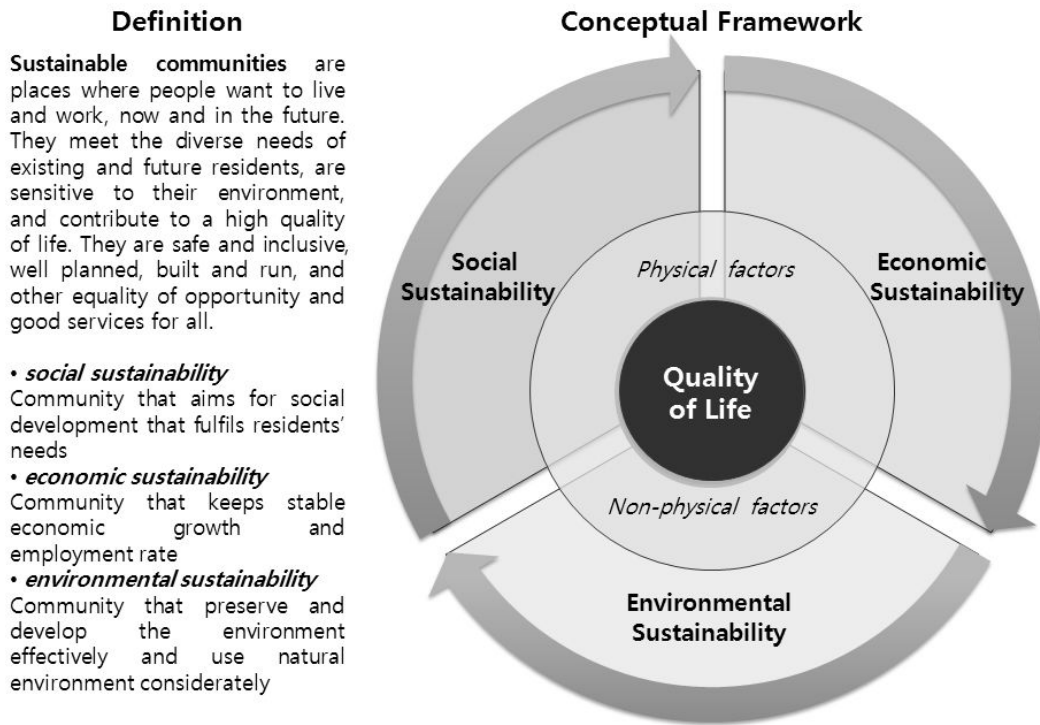 Definition
Sustainable communities are
places where people want to live
and work, now and in the future.
They meet the diverse needs of
existing and future residents, are
sensitive to their environment,
and contribute to a high quality
of life. They are safe and inclusive,
well planned, built and run, and
other equality of opportunity and
good services for all.
• social sustainability
Community that aims for social
development that fulfils residents'
needs
• economic sustainability
Community that keeps stable
economic growth and
employment rate
• environmental sustainability
Community that preserve and
develop the environment
effectively and use natural
environment considerately
Conceptual Framework
Social
Sustainability
Physical factors
Economic
Sustainability
Quality
of Life
Non-physical factors
Environmental
Sustainability